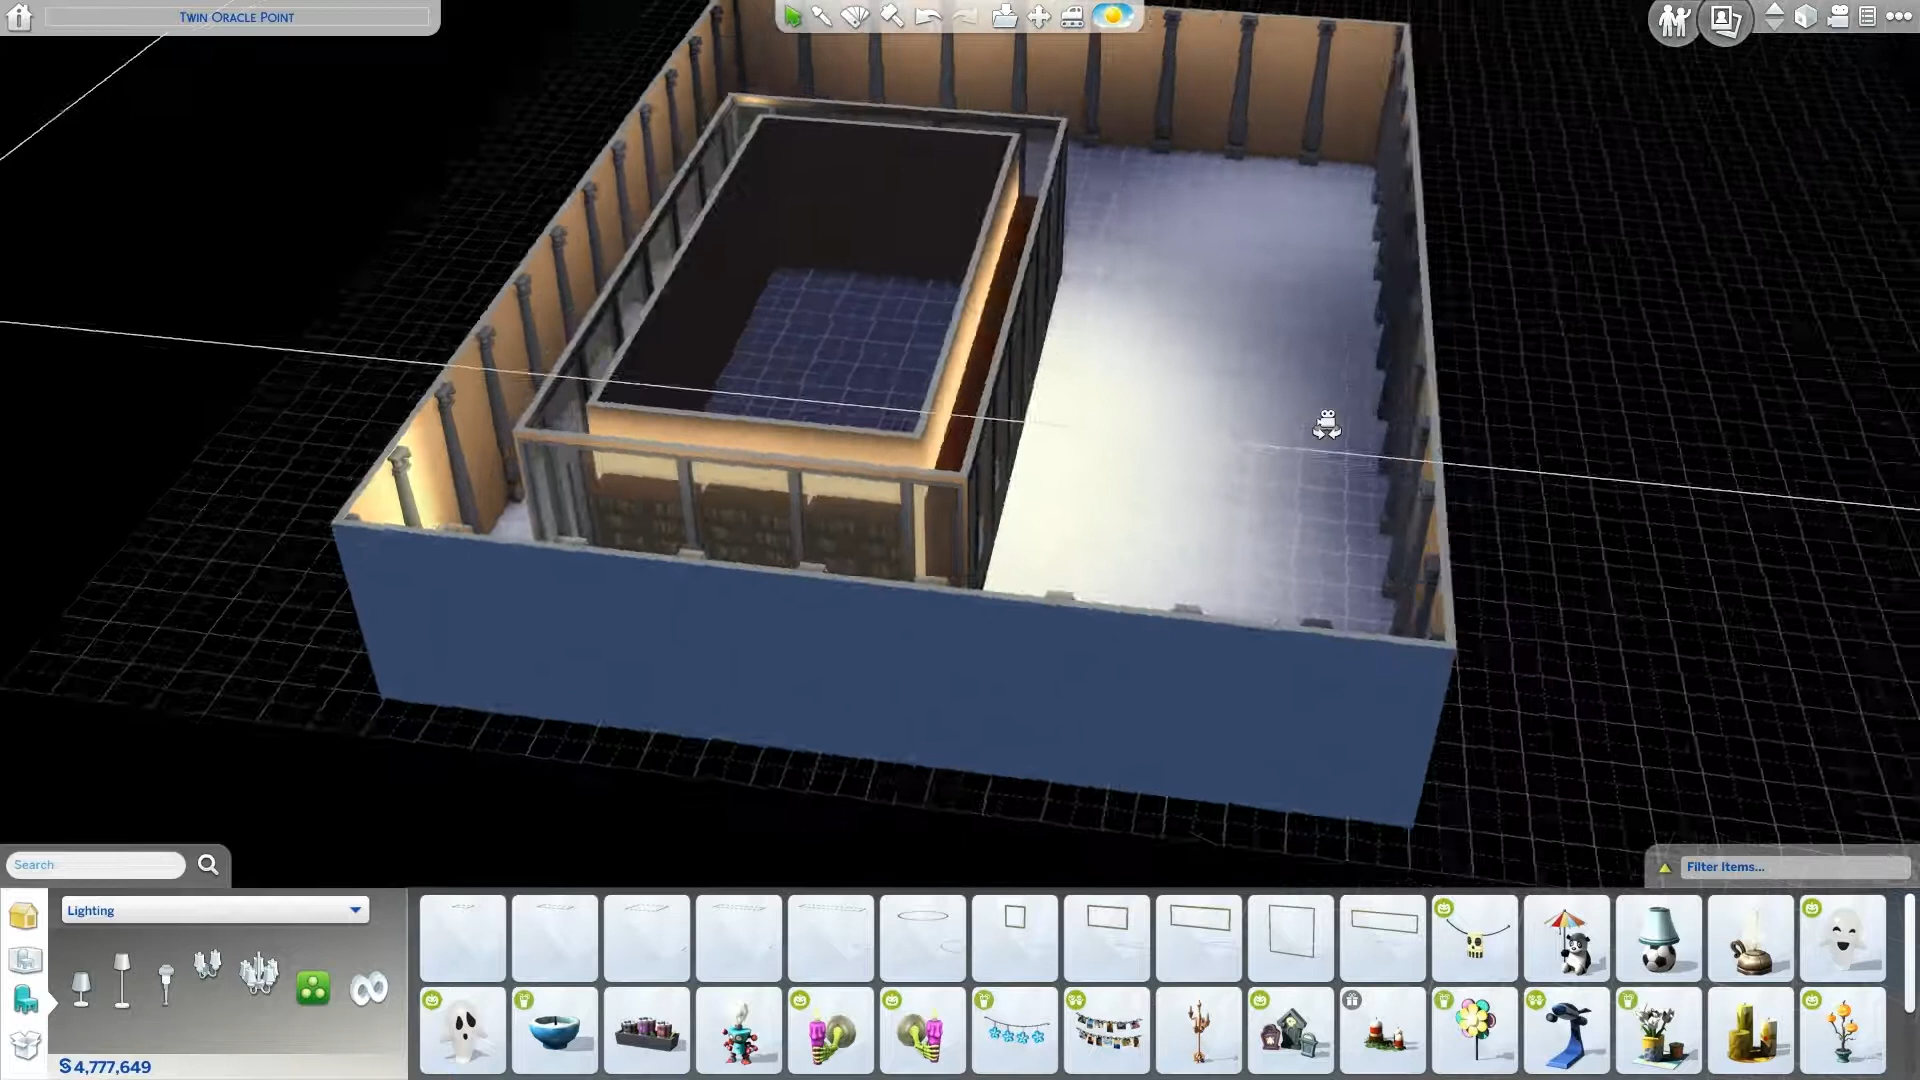 TWIN ORACLE POINT
Search
Filter Items...
Lighting
§4,777,649